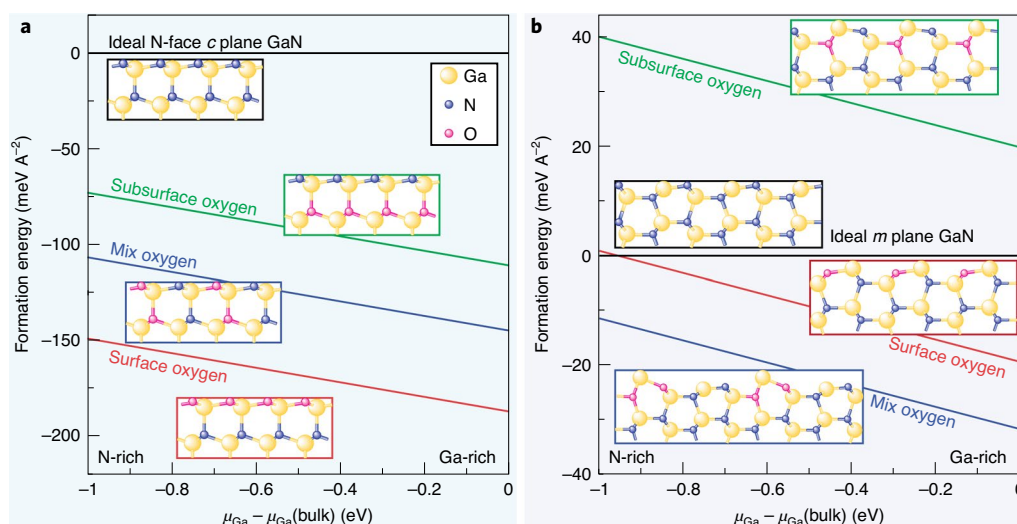 a
Formation energy (meV A⁻²)
0
−50
−100
−150
−200
Ideal N-face c plane GaN
Ga
N
O
Subsurface oxygen
Mix oxygen
Surface oxygen
N-rich
Ga-rich
−1
−0.8
−0.6
−0.4
−0.2
0
μGa − μGa(bulk) (eV)
b
Formation energy (meV A⁻²)
40
20
0
−20
−40
Subsurface oxygen
Ideal m plane GaN
Surface oxygen
Mix oxygen
N-rich
Ga-rich
−1
−0.8
−0.6
−0.4
−0.2
0
μGa − μGa(bulk) (eV)